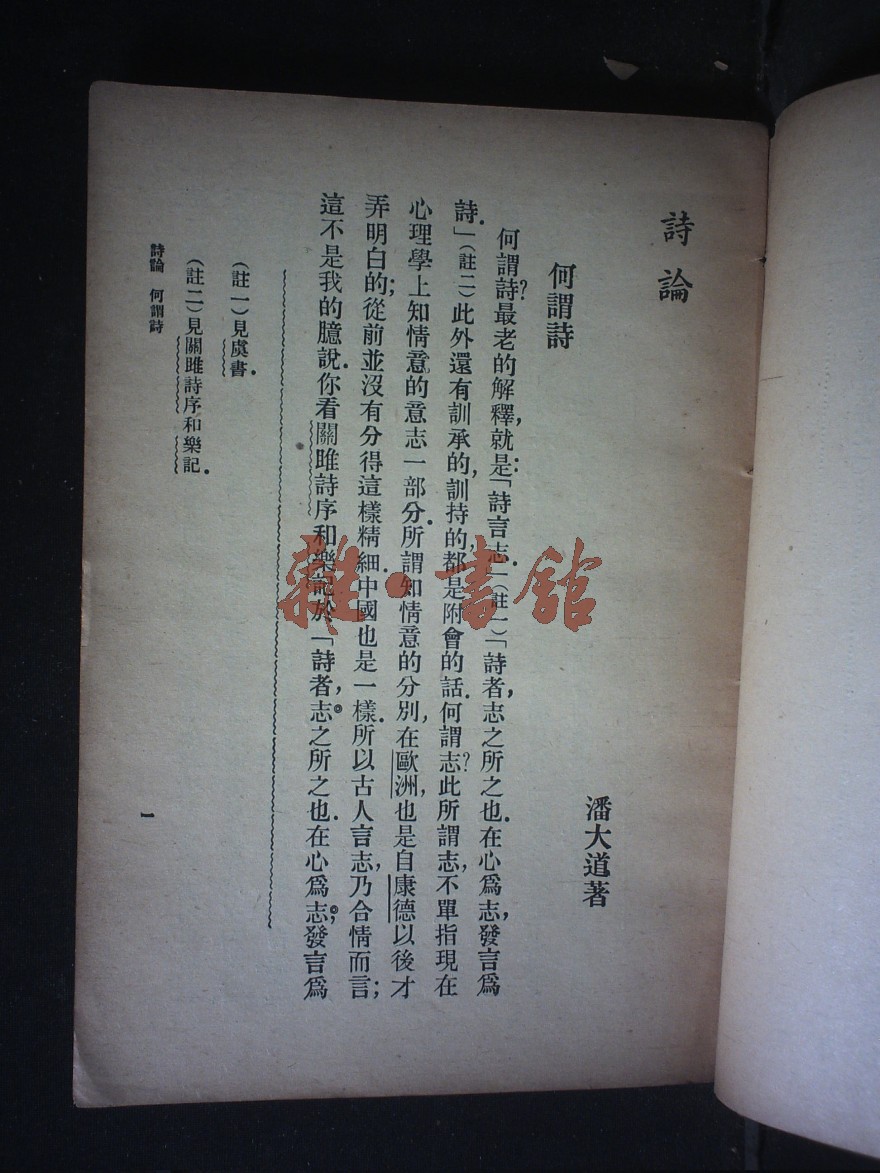 詩論
潘大道著
何謂詩
何謂詩?最老的解釋,就是:「詩言志.」(註一)「詩者,志之所之也.在心爲志,發言爲
詩.」(註二)此外還有訓承的,訓持的,都是附會的話.何謂志?此所謂志,不單指現在
心理學上知情意的意志一部分.所謂知情意的分別,在歐洲,也是自康德以後才
弄明白的;從前並沒有分得這樣精細.中國也是一樣.所以古人言志,乃合情而言;
這不是我的臆說.你看關雎詩序和樂記於「詩者,志之所之也.在心爲志;發言爲
(註一)見虞書.
(註二)見關雎詩序和樂記.
詩論 何謂詩
一
雜·書館